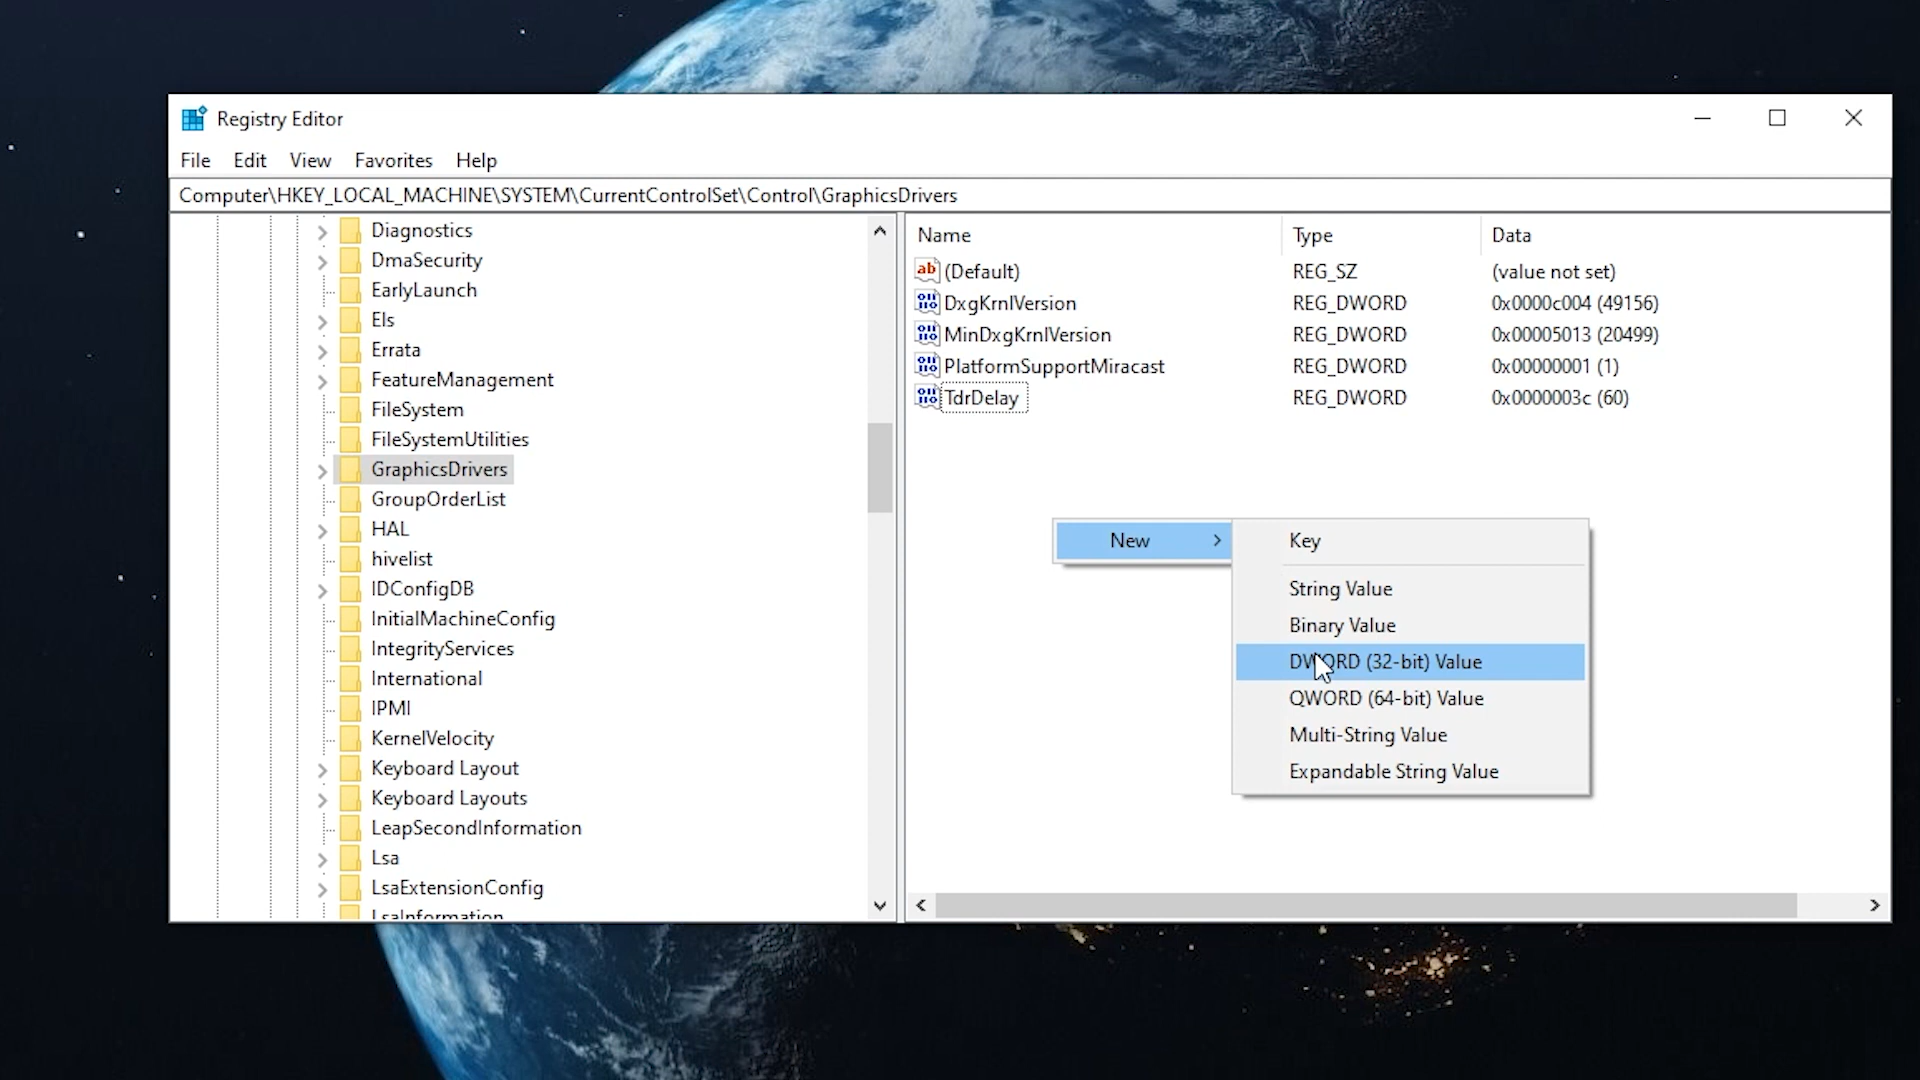 Registry Editor
File Edit View Favorites Help
Computer\HKEY_LOCAL_MACHINE\SYSTEM\CurrentControlSet\Control\GraphicsDrivers
Diagnostics
DmaSecurity
EarlyLaunch
Els
Errata
FeatureManagement
FileSystem
FileSystemUtilities
GraphicsDrivers
GroupOrderList
HAL
hivelist
IDConfigDB
InitialMachineConfig
IntegrityServices
International
IPMI
KernelVelocity
Keyboard Layout
Keyboard Layouts
LeapSecondInformation
Lsa
LsaExtensionConfig
LsaInformation
Name Type Data
ab (Default) REG_SZ (value not set)
DxgKrnlVersion REG_DWORD 0x0000c004 (49156)
MinDxgKrnlVersion REG_DWORD 0x00005013 (20499)
PlatformSupportMiracast REG_DWORD 0x00000001 (1)
TdrDelay REG_DWORD 0x0000003c (60)
New
Key
String Value
Binary Value
DWORD (32-bit) Value
QWORD (64-bit) Value
Multi-String Value
Expandable String Value